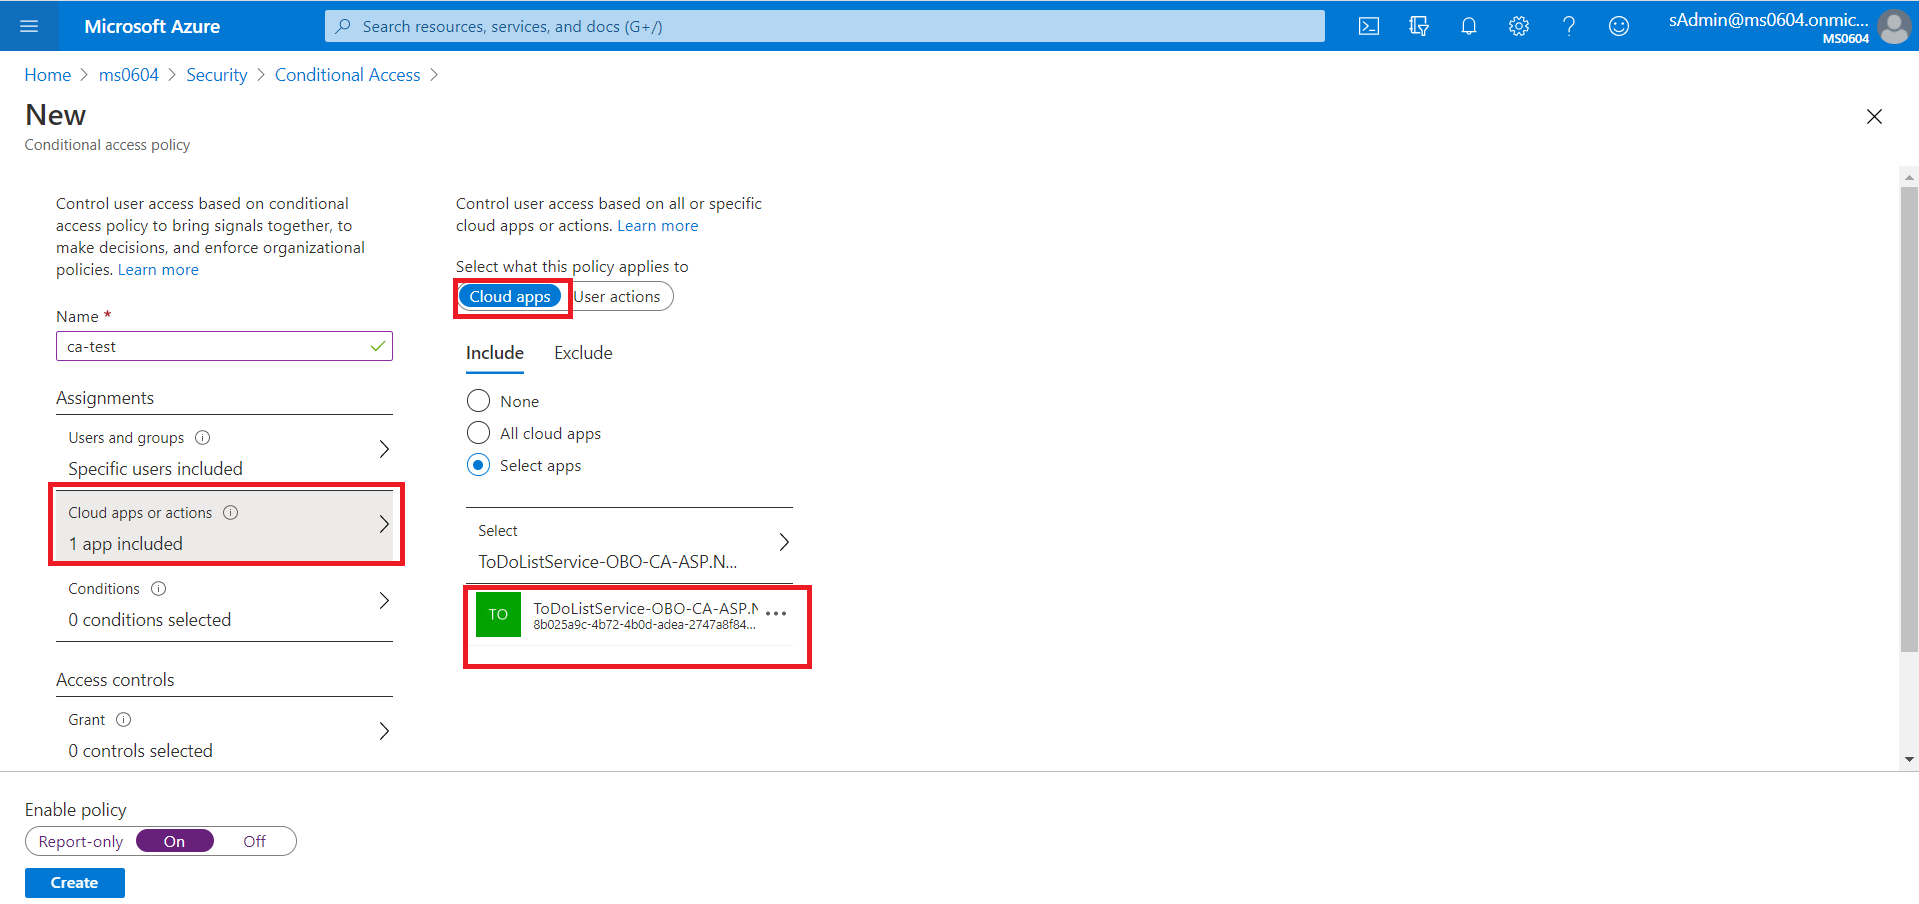 Microsoft Azure
Search resources, services, and docs (G+/)
sAdmin@ms0604.onmic...
MS0604
Home > ms0604 > Security > Conditional Access >
New
Conditional access policy
Control user access based on conditional
access policy to bring signals together, to
make decisions, and enforce organizational
policies. Learn more
Name *
ca-test
Assignments
Users and groups
Specific users included
Cloud apps or actions
1 app included
Conditions
0 conditions selected
Access controls
Grant
0 controls selected
Control user access based on all or specific
cloud apps or actions. Learn more
Select what this policy applies to
Cloud apps User actions
Include Exclude
None
All cloud apps
Select apps
Select
ToDoListService-OBO-CA-ASP.N...
TO
ToDoListService-OBO-CA-ASP.N
8b025a9c-4b72-4b0d-adea-2747a8f84...
Enable policy
Report-only On Off
Create